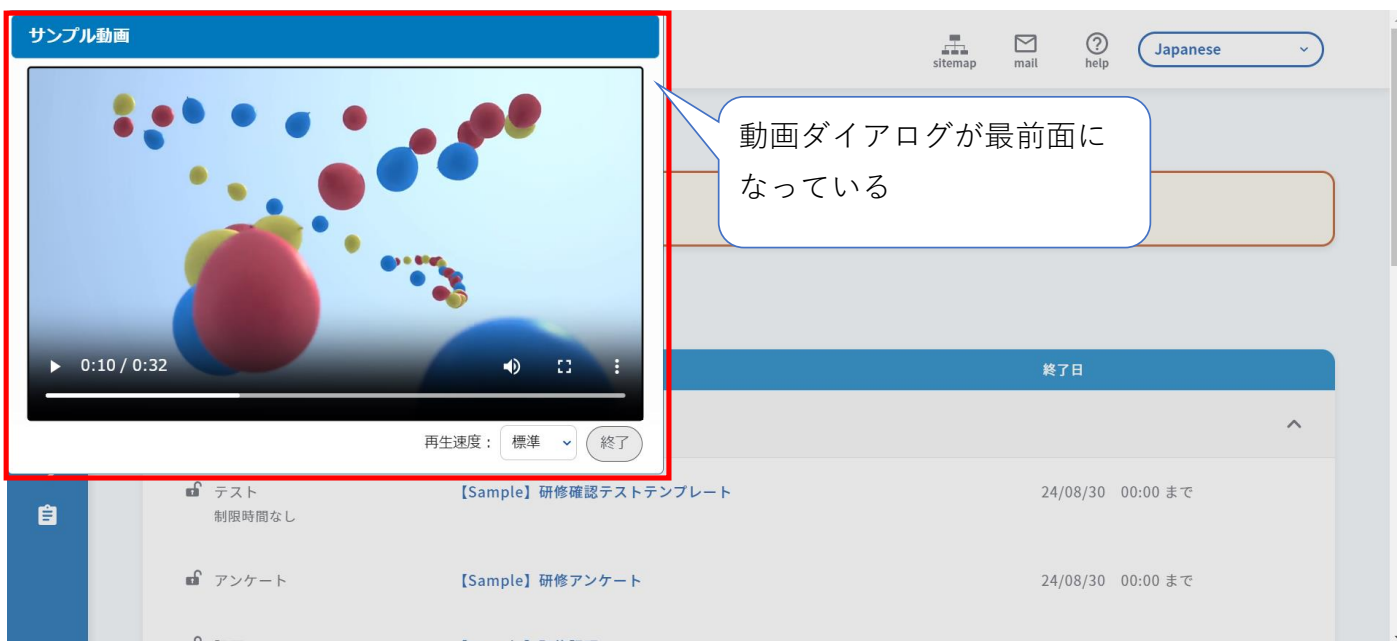 サンプル動画
sitemap
mail
help
Japanese
動画ダイアログが最前面に
なっている
0:10 / 0:32
終了日
再生速度：
標準
終了
テスト
【Sample】研修確認テストテンプレート
24/08/30 00:00 まで
制限時間なし
アンケート
【Sample】研修アンケート
24/08/30 00:00 まで